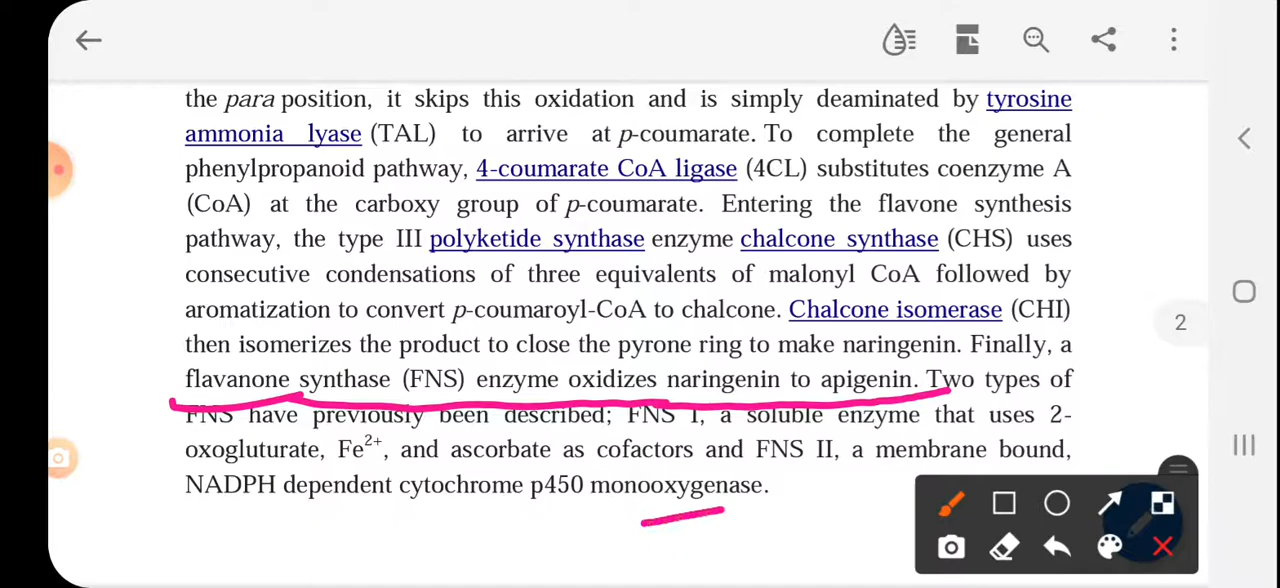 the para position, it skips this oxidation and is simply deaminated by tyrosine
ammonia lyase (TAL) to arrive at p-coumarate. To complete the general
phenylpropanoid pathway, 4-coumarate CoA ligase (4CL) substitutes coenzyme A
(CoA) at the carboxy group of p-coumarate. Entering the flavone synthesis
pathway, the type III polyketide synthase enzyme chalcone synthase (CHS) uses
consecutive condensations of three equivalents of malonyl CoA followed by
aromatization to convert p-coumaroyl-CoA to chalcone. Chalcone isomerase (CHI)
then isomerizes the product to close the pyrone ring to make naringenin. Finally, a
flavanone synthase (FNS) enzyme oxidizes naringenin to apigenin. Two types of
FNS have previously been described; FNS I, a soluble enzyme that uses 2-
oxogluturate, Fe2+, and ascorbate as cofactors and FNS II, a membrane bound,
NADPH dependent cytochrome p450 monooxygenase.
2